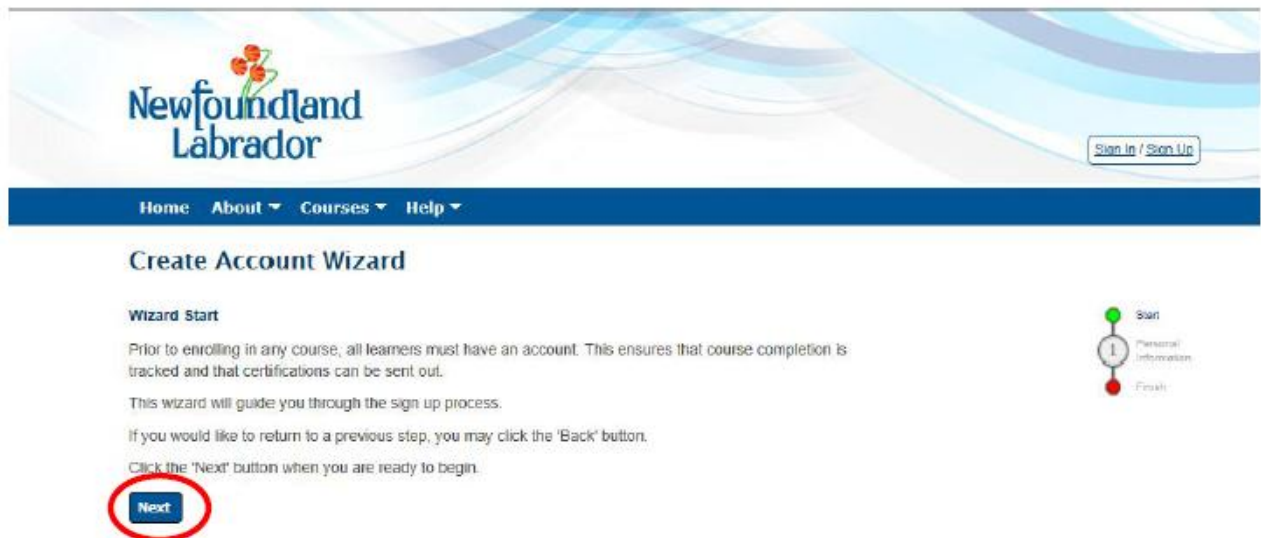 Newfoundland
Labrador
Sign In / Sign Up
Home About Courses Help
Create Account Wizard
Wizard Start
Prior to enrolling in any course, all learners must have an account. This ensures that course completion is
tracked and that certifications can be sent out.
This wizard will guide you through the sign up process.
If you would like to return to a previous step, you may click the 'Back' button.
Click the 'Next' button when you are ready to begin.
Next
Start
1
Personal
Information
Finish